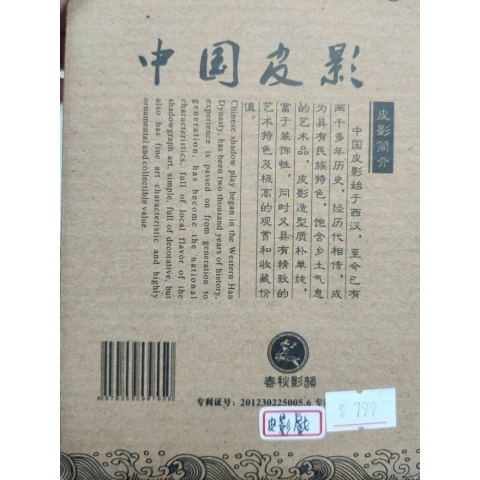 中国皮影
皮影简介
中国皮影始于西汉，至今已有
两千多年历史。经历代相传，成
为具有民族特色，饱含乡土气息
的艺术品，皮影造型质朴单纯，
富于装饰性，同时又具有精致的
艺术特色及极高的观赏和收藏价
值。
Chinese shadow play began in the Western Han
Dynasty, has been two thousand years of history,
experience is passed on from generation to
generation, has become the national
characteristics, full of local flavor of the
shadowgraph art, simple, full of decorative, but
also has fine art characteristic and highly
ornamental and collectible value.
春秋影韻
专利证号: 201230225005.6 专
皮影戲
$ 799